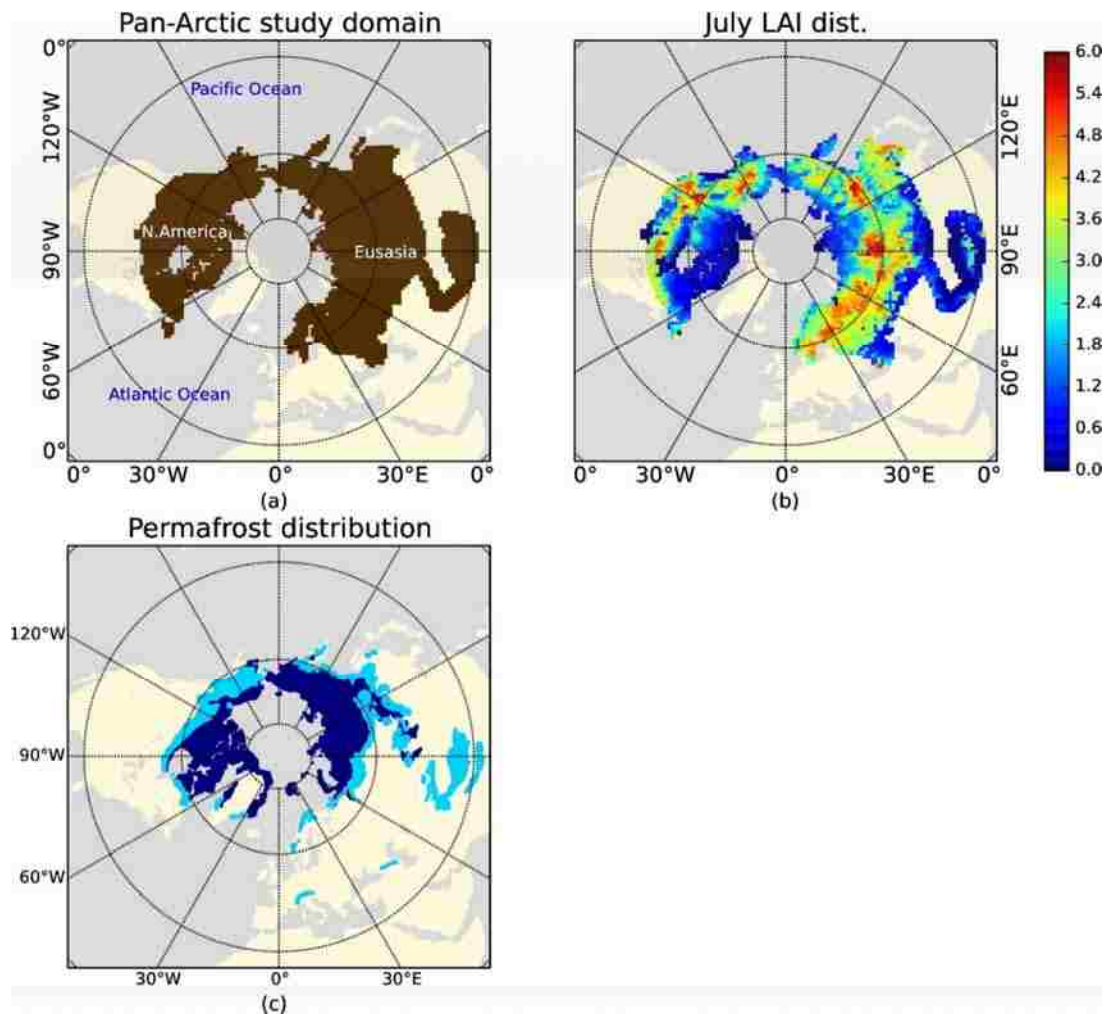 Pan-Arctic study domain
July LAI dist.
0°
Pacific Ocean
120°W
N.America
Eusasia
90°W
60°W
Atlantic Ocean
0°
0°
30°W
0°
30°E
0°
(a)
120°E
90°E
60°E
0°
30°W
0°
30°E
0°
(b)
6.0
5.4
4.8
4.2
3.6
3.0
2.4
1.8
1.2
0.6
0.0
Permafrost distribution
120°W
90°W
60°W
30°W
0°
30°E
(c)